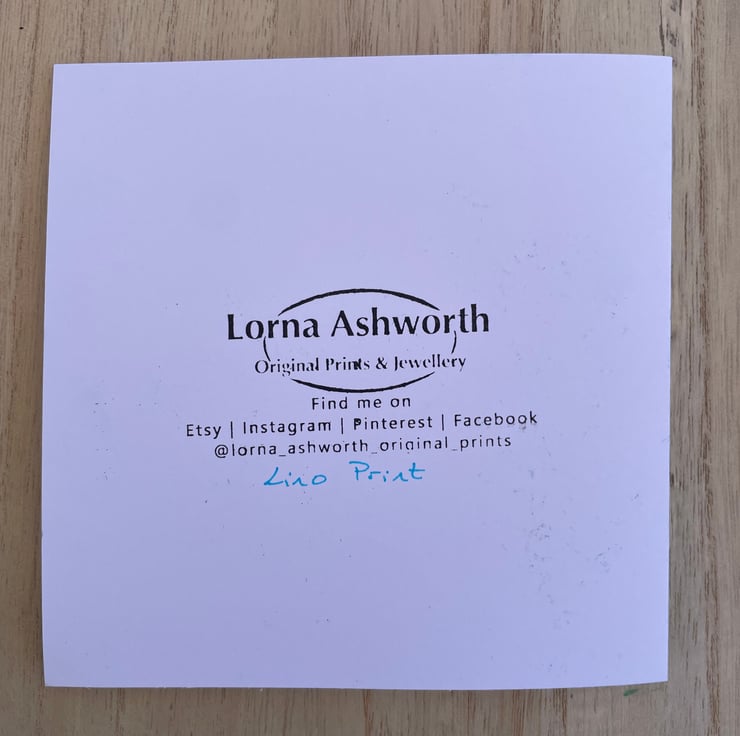 Lorna Ashworth
Original Prints & Jewellery
Find me on
Etsy | Instagram | Pinterest | Facebook
@lorna_ashworth_original_prints
Lino Print